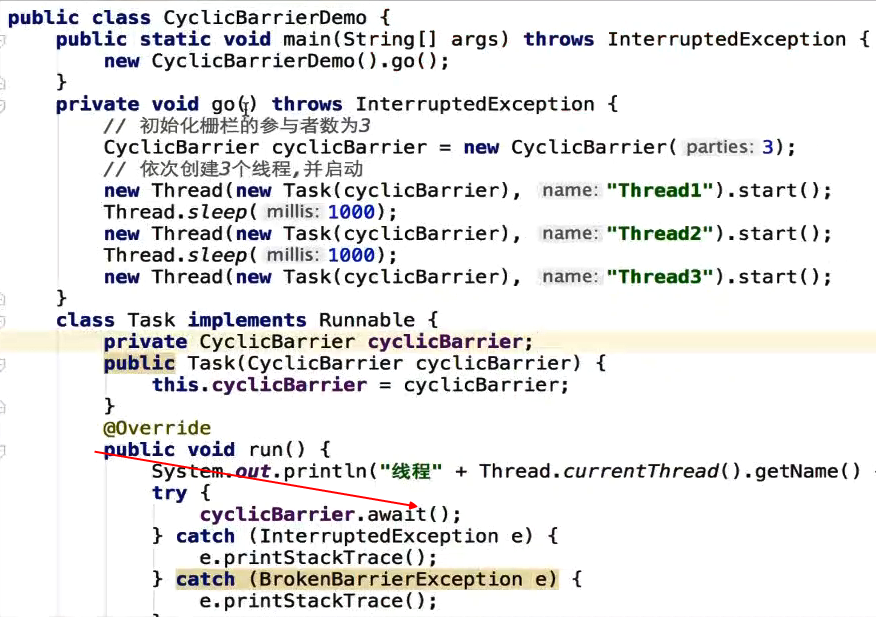 public class CyclicBarrierDemo {
    public static void main(String[] args) throws InterruptedException {
        new CyclicBarrierDemo().go();
    }
    private void go() throws InterruptedException {
        // 初始化栅栏的参与者数为3
        CyclicBarrier cyclicBarrier = new CyclicBarrier( parties: 3);
        // 依次创建3个线程,并启动
        new Thread(new Task(cyclicBarrier), name: "Thread1").start();
        Thread.sleep( millis: 1000);
        new Thread(new Task(cyclicBarrier), name: "Thread2").start();
        Thread.sleep( millis: 1000);
        new Thread(new Task(cyclicBarrier), name: "Thread3").start();
    }
    class Task implements Runnable {
        private CyclicBarrier cyclicBarrier;
        public Task(CyclicBarrier cyclicBarrier) {
            this.cyclicBarrier = cyclicBarrier;
        }
        @Override
        public void run() {
            System.out.println("线程" + Thread.currentThread().getName()
            try {
                cyclicBarrier.await();
            } catch (InterruptedException e) {
                e.printStackTrace();
            } catch (BrokenBarrierException e) {
                e.printStackTrace();